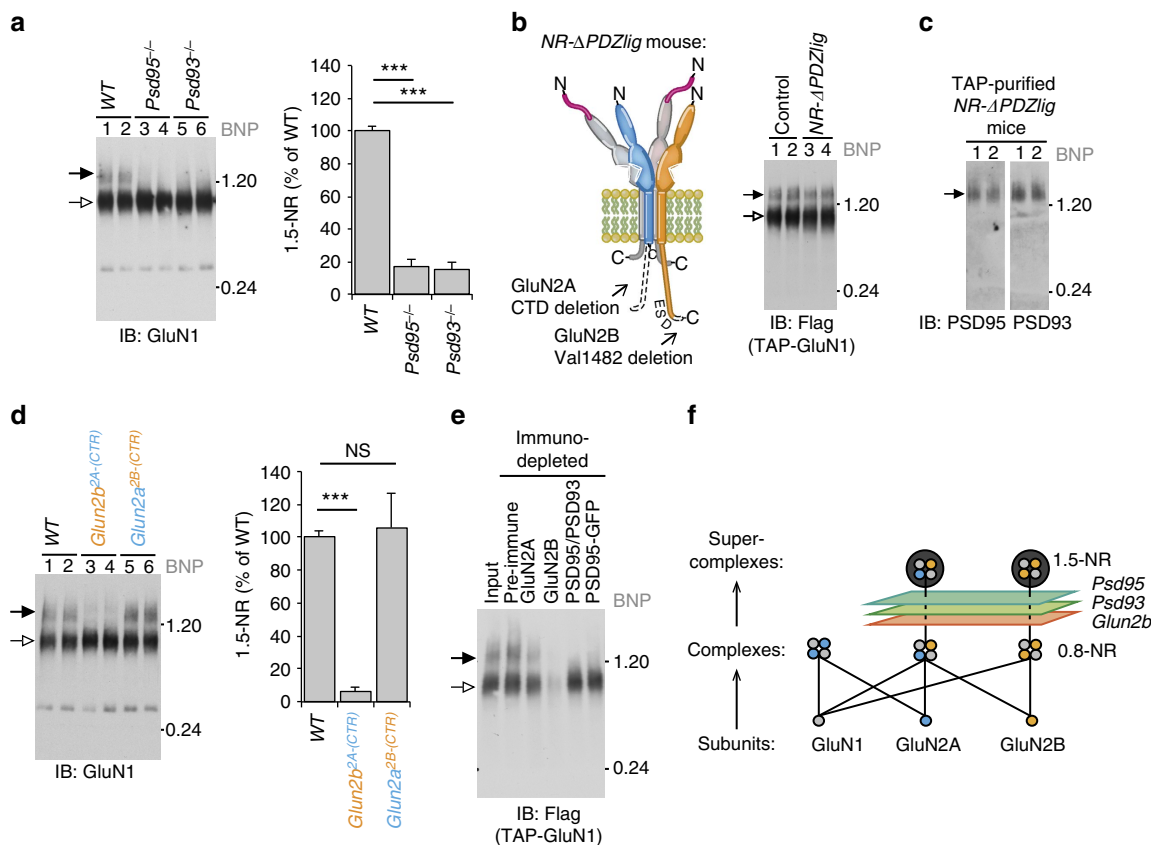 a
WT
Psd95–/–
Psd93–/–
1 2 3 4 5 6 BNP
1.20
0.24
IB: GluN1
1.5-NR (% of WT)
140
120
100
80
60
40
20
0
***
***
WT
Psd95–/–
Psd93–/–
b
NR-ΔPDZlig mouse:
N
N
N
N
C
C
C
C
E S D
GluN2A
CTD deletion
GluN2B
Val1482 deletion
Control
NR-ΔPDZlig
1 2 3 4 BNP
1.20
0.24
IB: Flag
(TAP-GluN1)
c
TAP-purified
NR-ΔPDZlig
mice
1 2 1 2 BNP
1.20
0.24
IB: PSD95 PSD93
d
WT
Glun2b2A-(CTR)
Glun2a2B-(CTR)
1 2 3 4 5 6 BNP
1.20
0.24
IB: GluN1
1.5-NR (% of WT)
140
120
100
80
60
40
20
0
NS
***
WT
Glun2b2A-(CTR)
Glun2a2B-(CTR)
e
Immuno-
depleted
Input
Pre-immune
GluN2A
GluN2B
PSD95/PSD93
PSD95-GFP
BNP
1.20
0.24
IB: Flag
(TAP-GluN1)
f
Super-
complexes:
1.5-NR
Psd95
Psd93
Glun2b
Complexes:
0.8-NR
Subunits:
GluN1
GluN2A
GluN2B